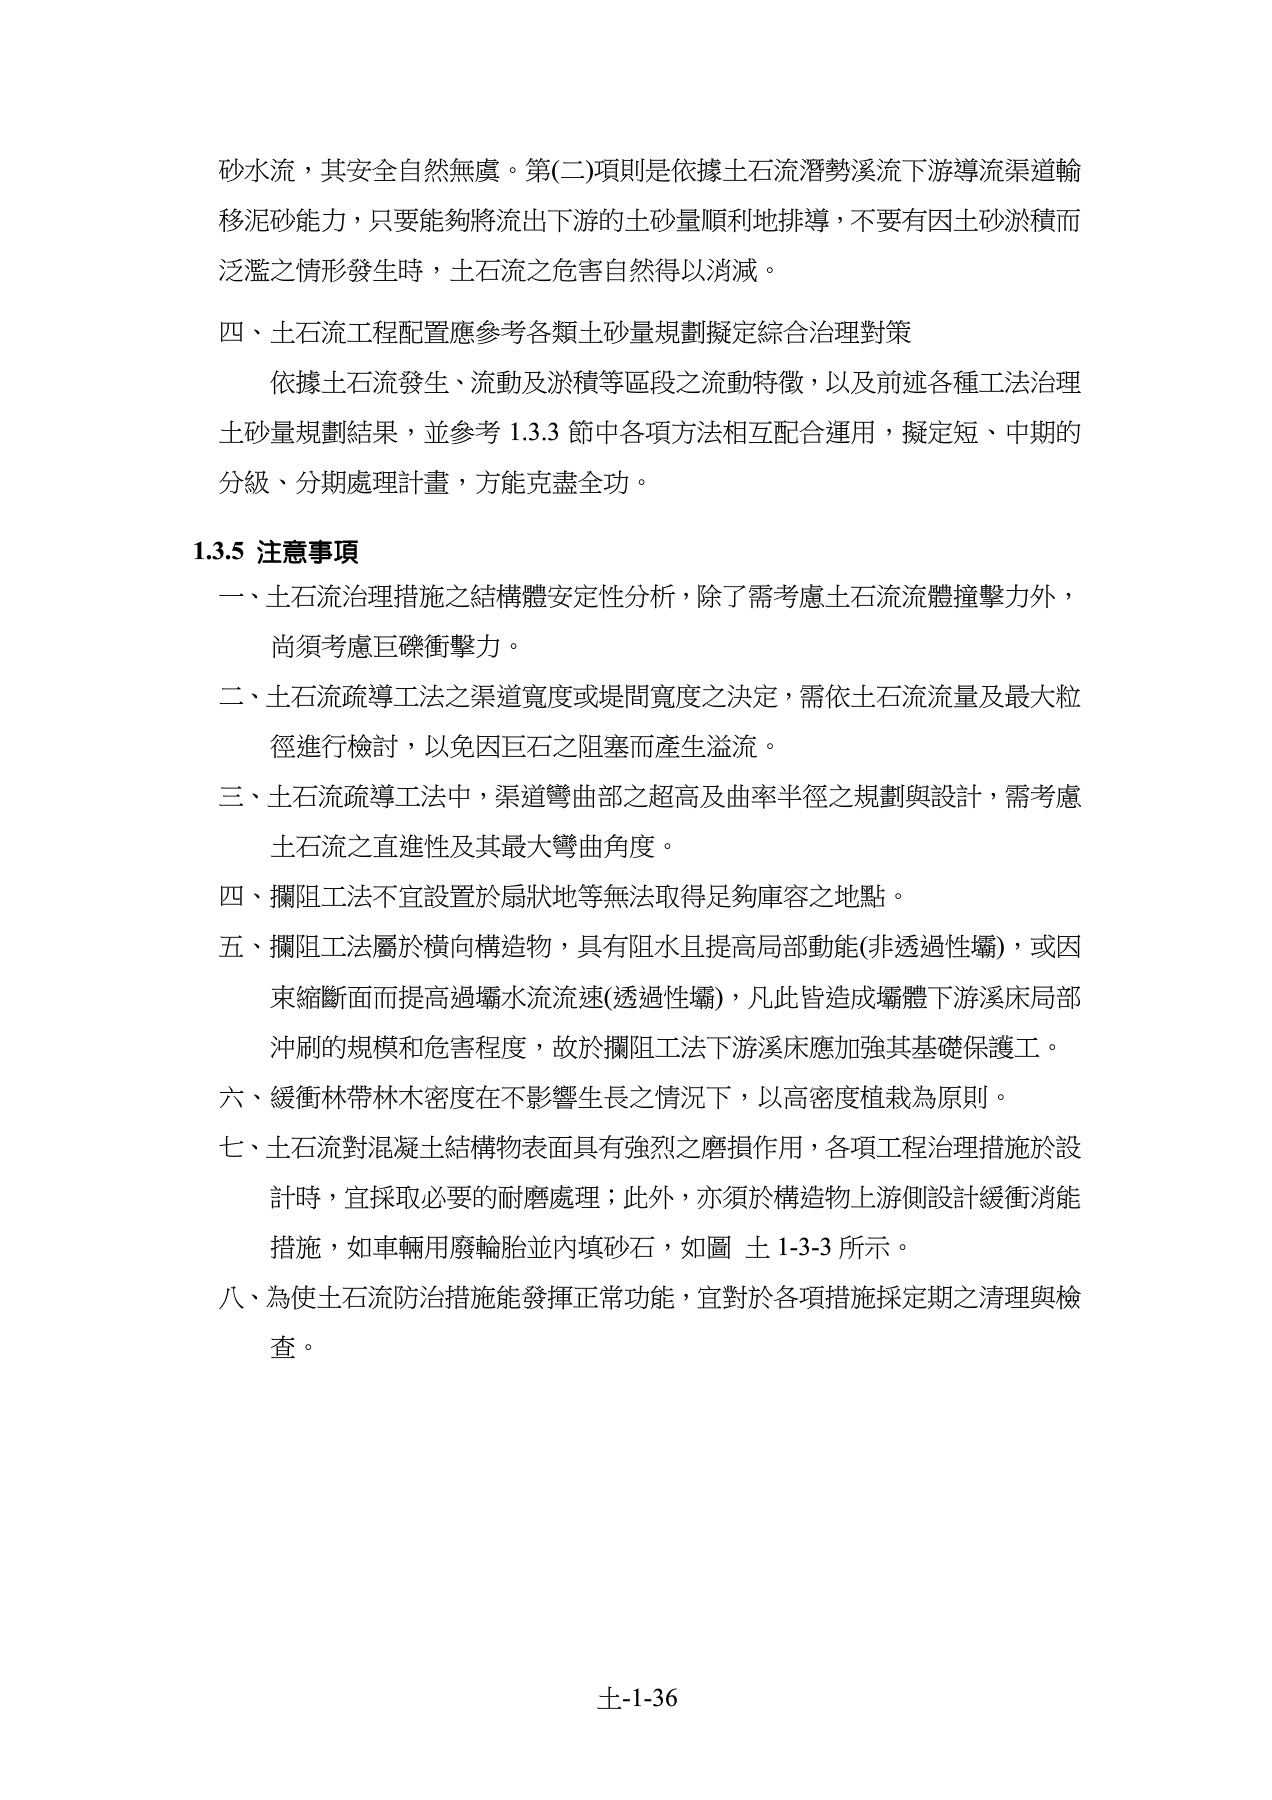 砂水流，其安全自然無虞。第(二)項則是依據土石流潛勢溪流下游導流渠道輸
移泥砂能力，只要能夠將流出下游的土砂量順利地排導，不要有因土砂淤積而
泛濫之情形發生時，土石流之危害自然得以消減。
四、土石流工程配置應參考各類土砂量規劃擬定綜合治理對策
依據土石流發生、流動及淤積等區段之流動特徵，以及前述各種工法治理
土砂量規劃結果，並參考 1.3.3 節中各項方法相互配合運用，擬定短、中期的
分級、分期處理計畫，方能克盡全功。
1.3.5 注意事項
一、土石流治理措施之結構體安定性分析，除了需考慮土石流流體撞擊力外，
尚須考慮巨礫衝擊力。
二、土石流疏導工法之渠道寬度或堤間寬度之決定，需依土石流流量及最大粒
徑進行檢討，以免因巨石之阻塞而產生溢流。
三、土石流疏導工法中，渠道彎曲部之超高及曲率半徑之規劃與設計，需考慮
土石流之直進性及其最大彎曲角度。
四、攔阻工法不宜設置於扇狀地等無法取得足夠庫容之地點。
五、攔阻工法屬於橫向構造物，具有阻水且提高局部動能(非透過性壩)，或因
束縮斷面而提高過壩水流流速(透過性壩)，凡此皆造成壩體下游溪床局部
沖刷的規模和危害程度，故於攔阻工法下游溪床應加強其基礎保護工。
六、緩衝林帶林木密度在不影響生長之情況下，以高密度植栽為原則。
七、土石流對混凝土結構物表面具有強烈之磨損作用，各項工程治理措施於設
計時，宜採取必要的耐磨處理；此外，亦須於構造物上游側設計緩衝消能
措施，如車輛用廢輪胎並內填砂石，如圖 土 1-3-3 所示。
八、為使土石流防治措施能發揮正常功能，宜對於各項措施採定期之清理與檢
查。
土-1-36